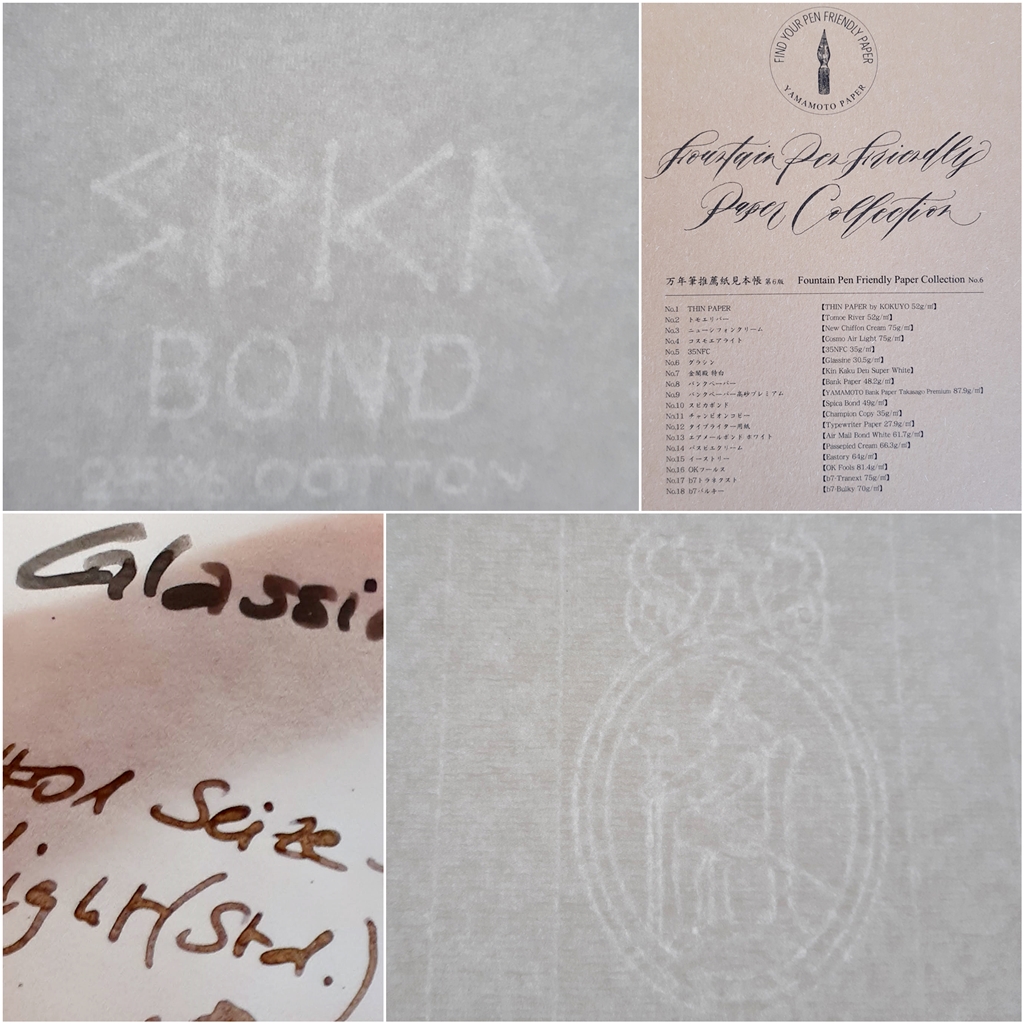 SPKA
BOND
25% COTTON
FIND YOUR PEN FRIENDLY PAPER
YAMAMOTO PAPER
Fountain Pen Friendly
Paper Collection
万年筆推薦紙見本帳 第6版 Fountain Pen Friendly Paper Collection No.6
No.1 THIN PAPER 【THIN PAPER by KOKUYO 52g/㎡】
No.2 トモエリバー 【Tomoe River 52g/㎡】
No.3 ニューシフォンクリーム 【New Chiffon Cream 75g/㎡】
No.4 コスモエアライト 【Cosmo Air Light 75g/㎡】
No.5 35NFC 【35NFC 35g/㎡】
No.6 グラシン 【Glassine 30.5g/㎡】
No.7 金閣殿 特白 【Kin Kaku Den Super White】
No.8 バンクペーパー 【Bank Paper 48.2g/㎡】
No.9 バンクペーパー高砂プレミアム 【YAMAMOTO Bank Paper Takasago Premium 87.9g/㎡】
No.10 スピカボンド 【Spica Bond 49g/㎡】
No.11 チャンピオンコピー 【Champion Copy 35g/㎡】
No.12 タイプライター用紙 【Typewriter Paper 27.9g/㎡】
No.13 エアメールボンド ホワイト 【Air Mail Bond White 61.7g/㎡】
No.14 パスピエクリーム 【Passepied Cream 66.3g/㎡】
No.15 イーストリー 【Eastory 64g/㎡】
No.16 OKフールス 【OK Fools 81.4g/㎡】
No.17 b7トラネクスト 【b7-Tranext 75g/㎡】
No.18 b7バルキー 【b7-Bulky 70g/㎡】
Glassi
#01 Seize-
light (Std.)